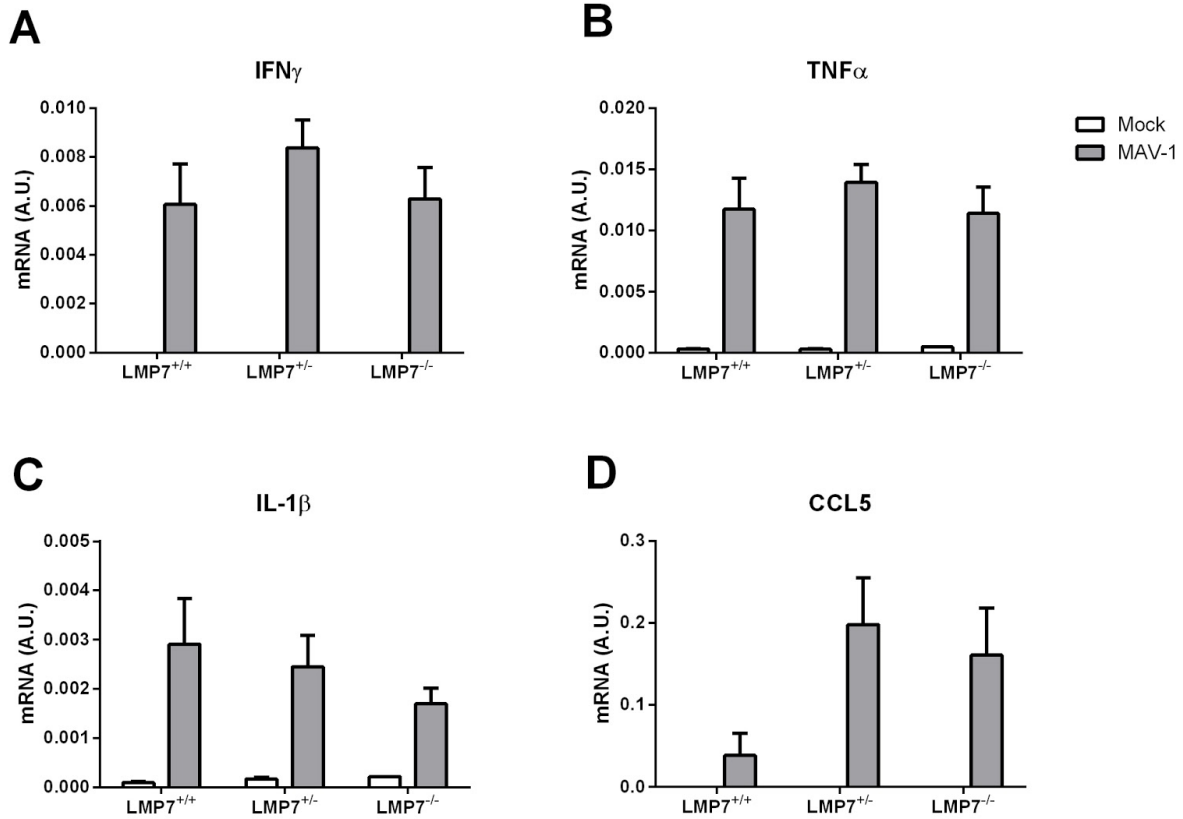 A
IFNγ
mRNA (A.U.)
0.010
0.008
0.006
0.004
0.002
0.000
LMP7+/+ LMP7+/- LMP7-/-
B
TNFα
mRNA (A.U.)
0.020
0.015
0.010
0.005
0.000
LMP7+/+ LMP7+/- LMP7-/-
Mock
MAV-1
C
IL-1β
mRNA (A.U.)
0.005
0.004
0.003
0.002
0.001
0.000
LMP7+/+ LMP7+/- LMP7-/-
D
CCL5
mRNA (A.U.)
0.3
0.2
0.1
0.0
LMP7+/+ LMP7+/- LMP7-/-